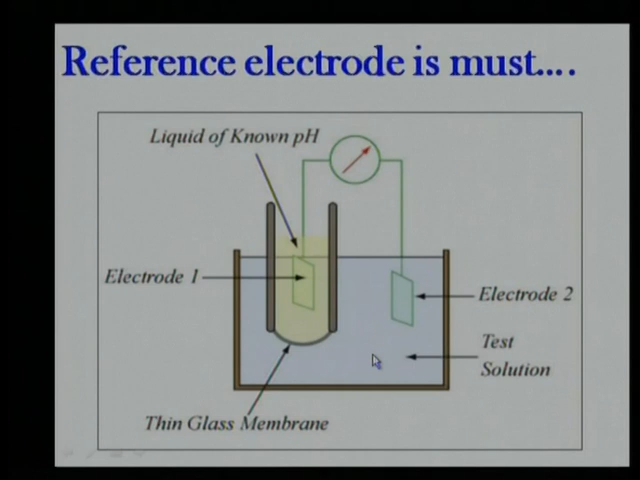 Reference electrode is must....
Liquid of Known pH
Electrode 1
Electrode 2
Test
Solution
Thin Glass Membrane